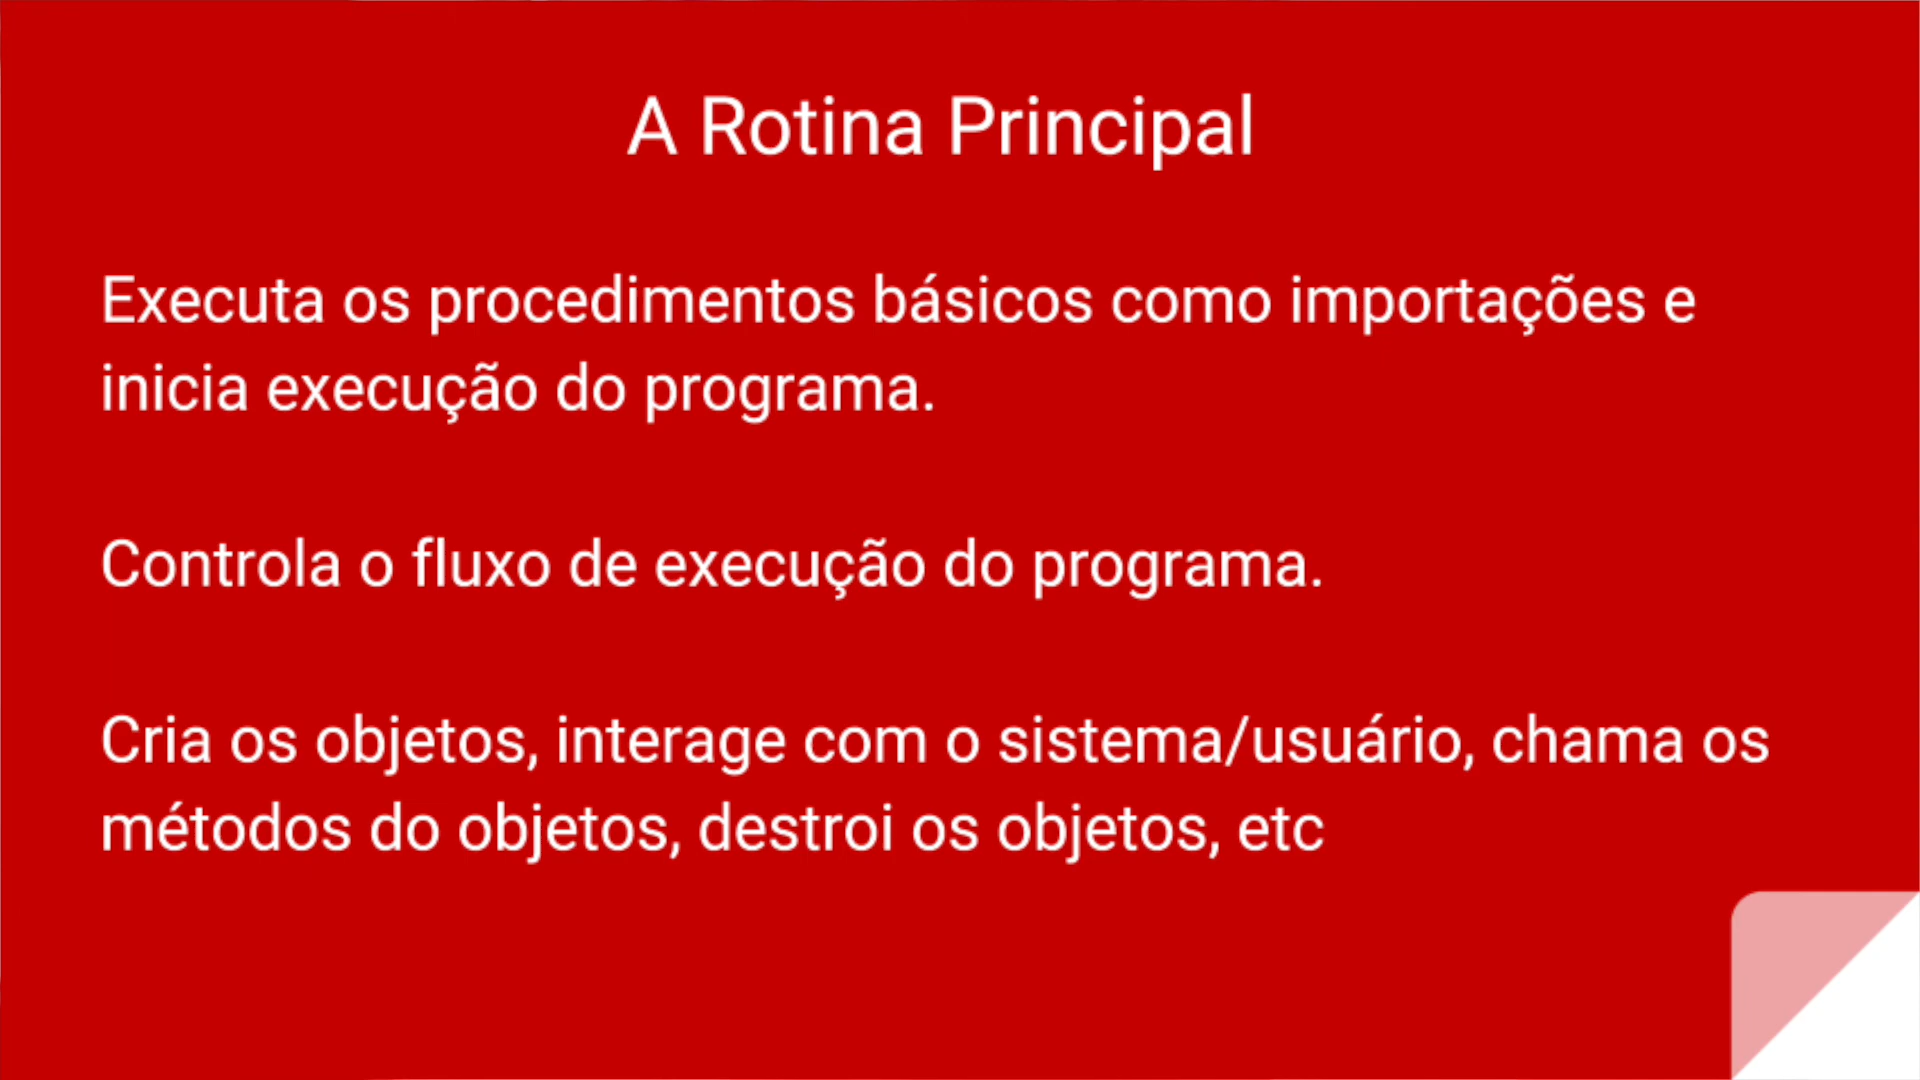 A Rotina Principal
Executa os procedimentos básicos como importações e
inicia execução do programa.
Controla o fluxo de execução do programa.
Cria os objetos, interage com o sistema/usuário, chama os
métodos do objetos, destroi os objetos, etc